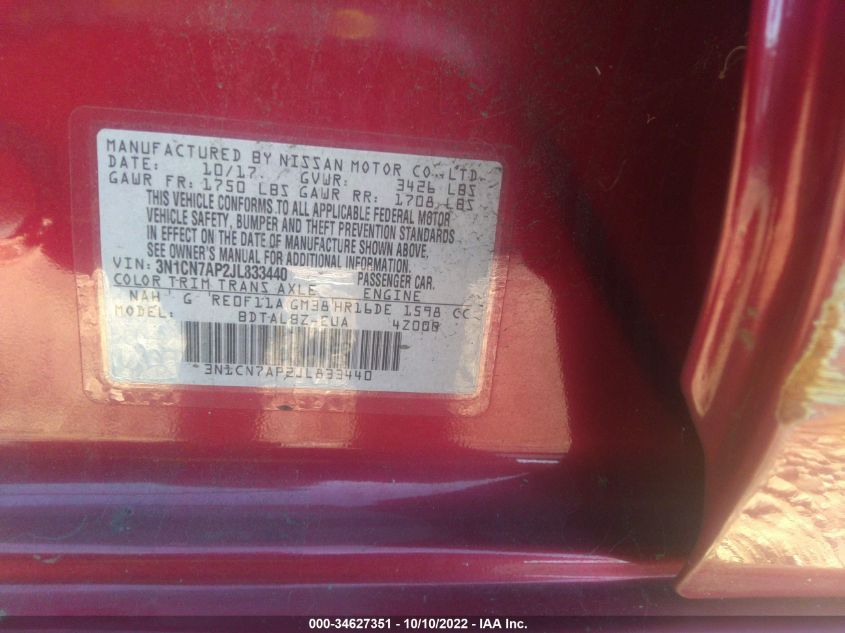 MANUFACTURED BY NISSAN MOTOR CO., LTD.
DATE: 10/17. GVWR: 3426 LBS
GAWR FR: 1750 LBS GAWR RR: 1708 LBS
THIS VEHICLE CONFORMS TO ALL APPLICABLE FEDERAL MOTOR
VEHICLE SAFETY, BUMPER AND THEFT PREVENTION STANDARDS
IN EFFECT ON THE DATE OF MANUFACTURE SHOWN ABOVE,
SEE OWNER'S MANUAL FOR ADDITIONAL INFORMATION.
VIN: 3N1CN7AP2JL833440 PASSENGER CAR.
COLOR TRIM TRANS AXLE ENGINE
NAH G RE0F11A GM38 HR16DE 1598 CC
MODEL: BDTALBZ-EUA 4Z008
3N1CN7AP2JL833440
000-34627351 - 10/10/2022 - IAA Inc.